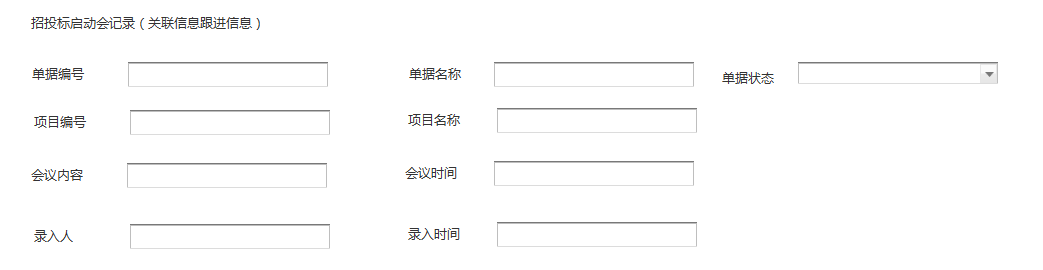 招投标启动会记录（关联信息跟进信息）
单据编号 单据名称 单据状态
项目编号 项目名称
会议内容 会议时间
录入人 录入时间